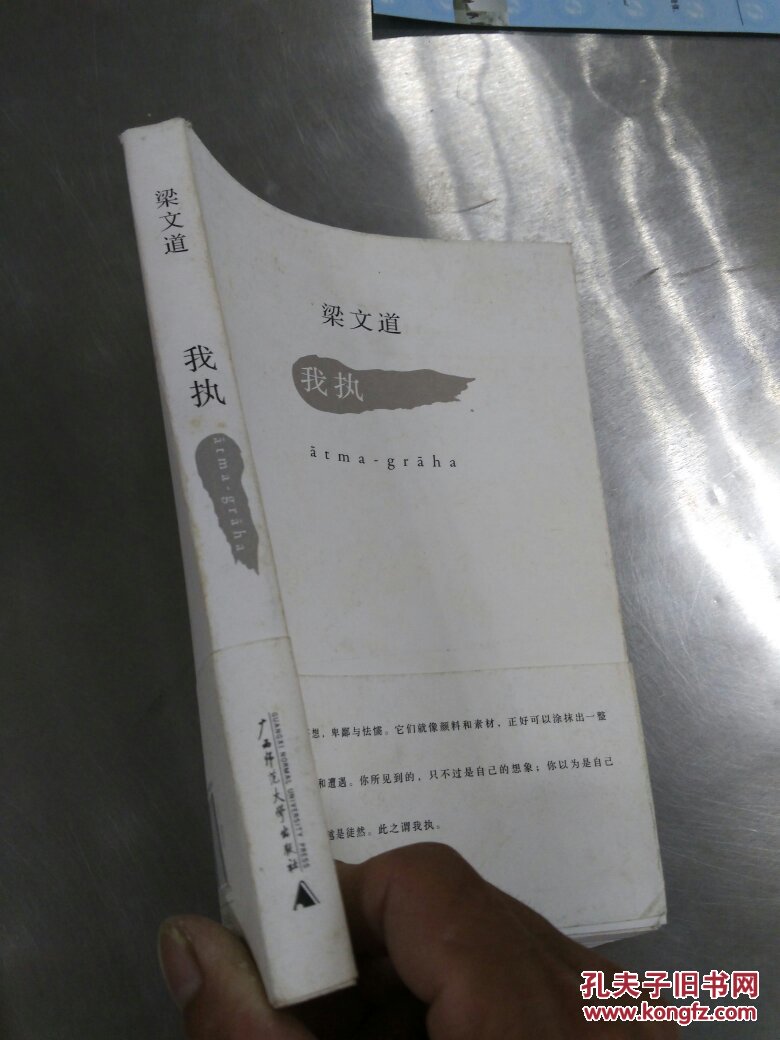 梁文道
我执
ātma-grāha
广西师范大学出版社
GUANGXI NORMAL UNIVERSITY PRESS
梁文道
我执
ātma-grāha
想，卑鄙与怯懦。它们就像颜料和素材，正好可以涂抹出一整
和遭遇。你所见到的，只不过是自己的想象；你以为是自己
是徒然。此之谓我执。
孔夫子旧书网
www.kongfz.com